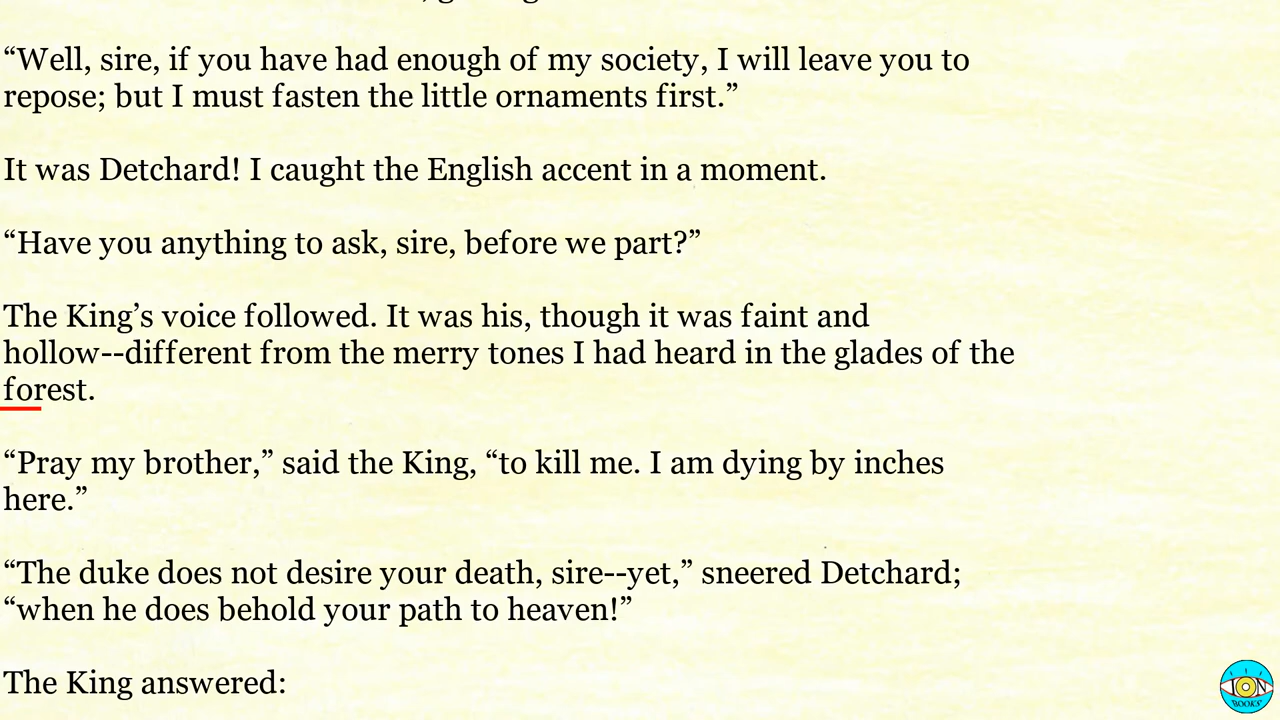 “Well, sire, if you have had enough of my society, I will leave you to
repose; but I must fasten the little ornaments first.”
It was Detchard! I caught the English accent in a moment.
“Have you anything to ask, sire, before we part?”
The King’s voice followed. It was his, though it was faint and
hollow--different from the merry tones I had heard in the glades of the
forest.
“Pray my brother,” said the King, “to kill me. I am dying by inches
here.”
“The duke does not desire your death, sire--yet,” sneered Detchard;
“when he does behold your path to heaven!”
The King answered:
ION
BOOKS